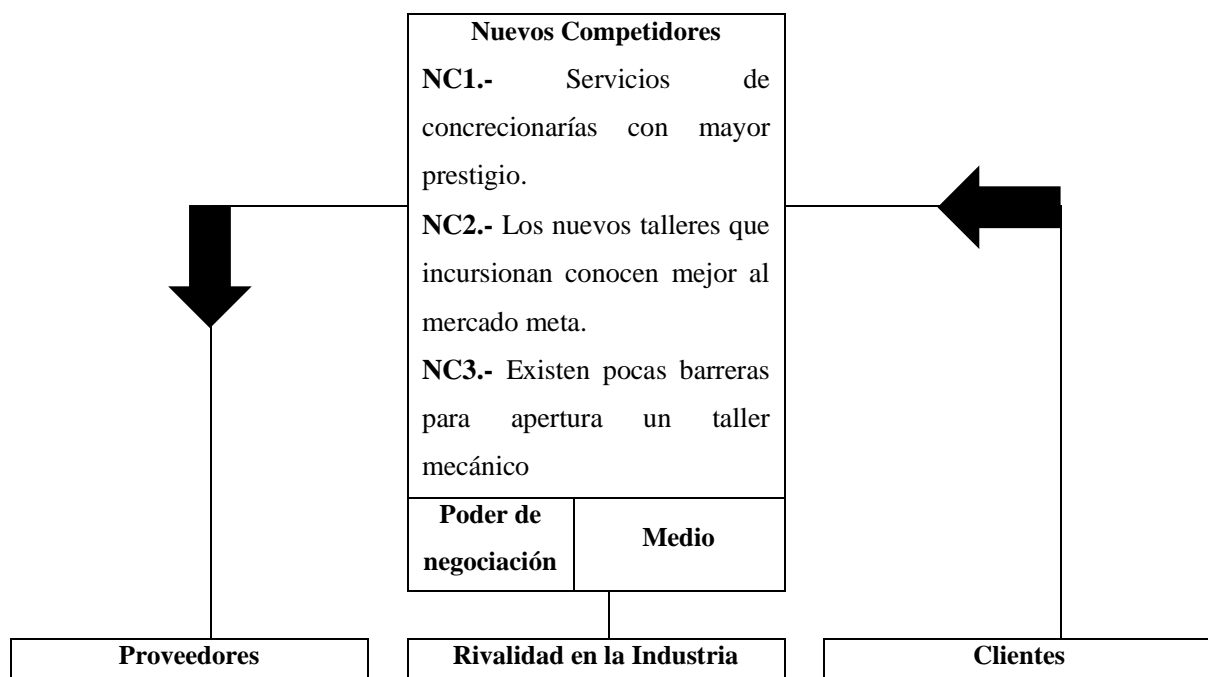 Nuevos Competidores
NC1.- Servicios de
concrecionarías con mayor
prestigio.
NC2.- Los nuevos talleres que
incursionan conocen mejor al
mercado meta.
NC3.- Existen pocas barreras
para apertura un taller
mecánico
Poder de
negociación
Medio
Proveedores
Rivalidad en la Industria
Clientes